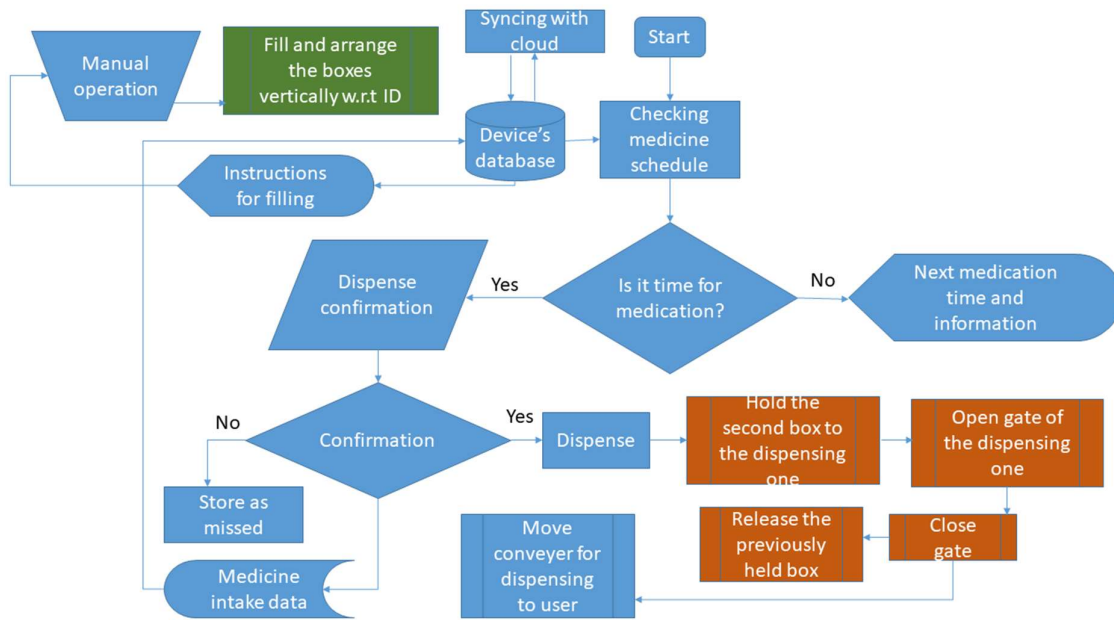 Syncing with
cloud
Start
Manual
operation
Fill and arrange
the boxes
vertically w.r.t ID
Device's
database
Checking
medicine
schedule
Instructions
for filling
Dispense
confirmation
Yes
Is it time for
medication?
No
Next medication
time and
information
No
Confirmation
Yes
Dispense
Hold the
second box to
the dispensing
one
Open gate of
the dispensing
one
Store as
missed
Move
conveyer for
dispensing
to user
Release the
previously
held box
Close
gate
Medicine
intake data